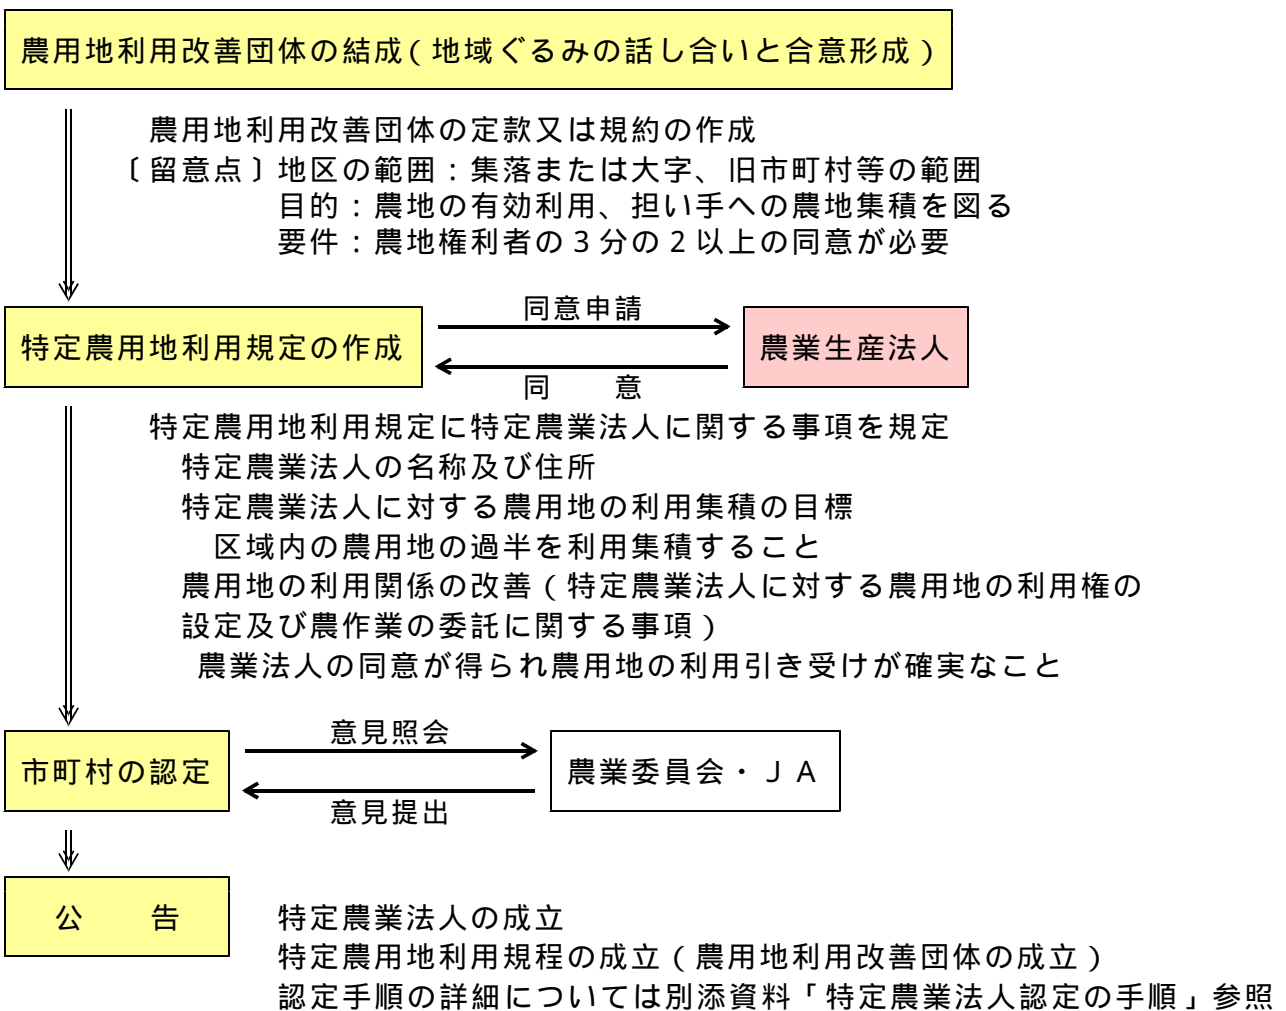 農用地利用改善団体の結成(地域ぐるみの話し合いと合意形成)
農用地利用改善団体の定款又は規約の作成
〔留意点〕地区の範囲:集落または大字、旧市町村等の範囲
目的:農地の有効利用、担い手への農地集積を図る
要件:農地権利者の3分の2以上の同意が必要
同意申請
特定農用地利用規定の作成
農業生産法人
同　　意
特定農用地利用規定に特定農業法人に関する事項を規定
特定農業法人の名称及び住所
特定農業法人に対する農用地の利用集積の目標
区域内の農用地の過半を利用集積すること
農用地の利用関係の改善(特定農業法人に対する農用地の利用権の
設定及び農作業の委託に関する事項)
農業法人の同意が得られ農用地の利用引き受けが確実なこと
意見照会
市町村の認定
農業委員会・JA
意見提出
公　　告
特定農業法人の成立
特定農用地利用規程の成立(農用地利用改善団体の成立)
認定手順の詳細については別添資料「特定農業法人認定の手順」参照